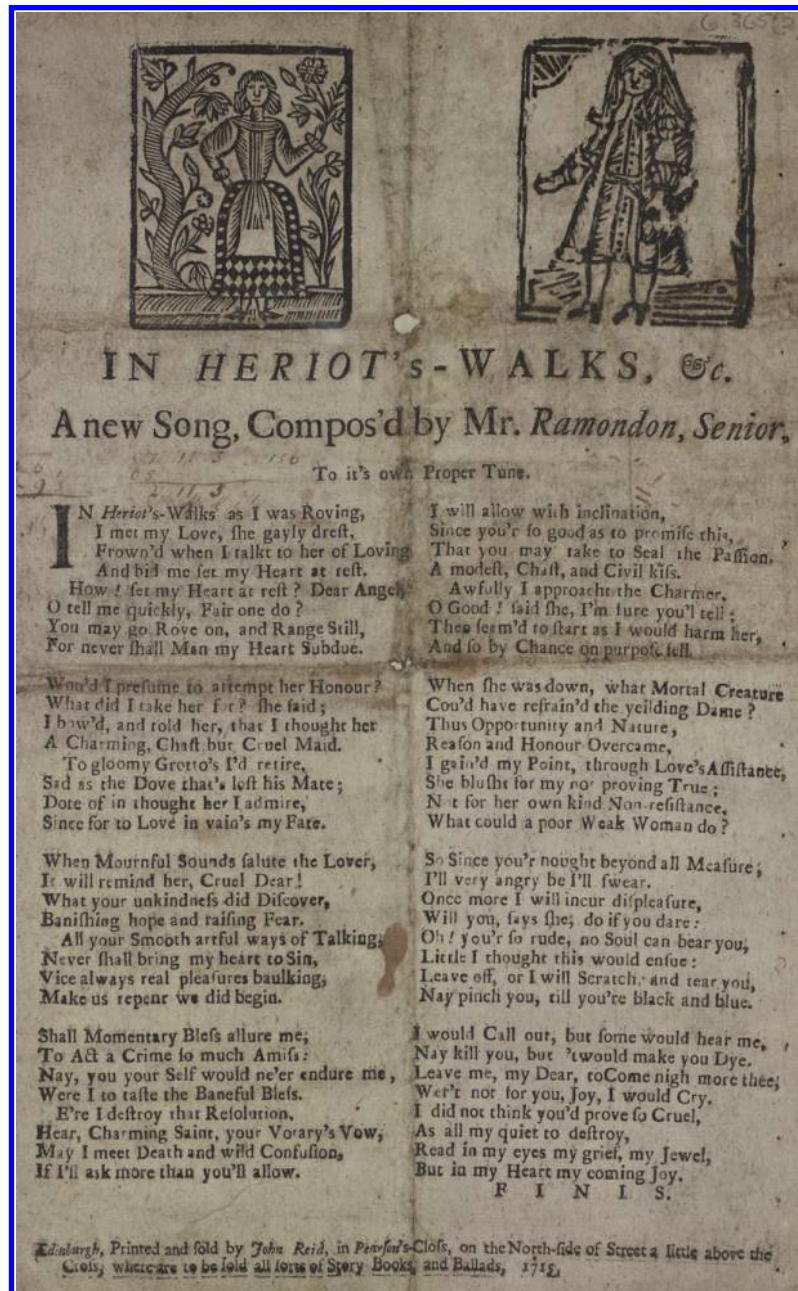 IN HERIOT's-WALKS, &c.
A new Song, Compos'd by Mr. Ramondon, Senior,
To it's own Proper Tune.
IN Heriot's-Walks as I was Roving,
I met my Love, ſhe gayly dreſt,
Frown'd when I talkt to her of Loving
And bid me ſet my Heart at reſt.
How! ſet my Heart at reſt? Dear Angel,
O tell me quickly, Fair one do?
You may go Rove on, and Range Still,
For never ſhall Man my Heart Subdue.
Wou'd I preſume to attempt her Honour?
What did I take her for? ſhe ſaid;
I bow'd, and told her, that I thought her
A Charming, Chaſt but Cruel Maid.
To gloomy Grotto's I'd retire,
Sad as the Dove that's loſt his Mate;
Dote of in thought her I admire,
Since for to Love in vain's my Fate.
When Mournful Sounds ſalute the Lover,
It will remind her, Cruel Dear!
What your unkindneſs did Diſcover,
Baniſhing hope and raiſing Fear.
All your Smooth artful ways of Talking,
Never ſhall bring my heart to Sin,
Vice always real pleaſures baulking,
Make us repent we did begin.
Shall Momentary Bleſs allure me,
To Act a Crime ſo much Amiſs:
Nay, you your Self would ne'er endure me,
Were I to taſte the Baneful Bleſs.
E're I deſtroy that Reſolution,
Hear, Charming Saint, your Votary's Vow,
May I meet Death and wild Confuſion,
If I'll ask more than you'll allow.
I will allow with inclination,
Since you'r ſo good as to promiſe this,
That you may take to Seal the Paſſion,
A modeſt, Chaſt, and Civil kiſs.
Awfully I approacht the Charmer,
O Good! ſaid ſhe, I'm ſure you'l tell;
Then ſeem'd to ſtart as I would harm her,
And ſo by Chance on purpoſe fell.
When ſhe was down, what Mortal Creature
Cou'd have refrain'd the yeilding Dame?
Thus Opportunity and Nature,
Reaſon and Honour Overcame,
I gain'd my Point, through Love's Aſſiſtance,
She bluſht for my not proving True;
Not for her own kind Non-reſiſtance,
What could a poor Weak Woman do?
So Since you'r nought beyond all Meaſure;
I'll very angry be I'll ſwear.
Once more I will incur diſpleaſure,
Will you, ſays ſhe, do if you dare:
Oh! you'r ſo rude, no Soul can bear you,
Little I thought this would enſue:
Leave off, or I will Scratch, and tear you,
Nay pinch you, till you're black and blue.
I would Call out, but ſome would hear me,
Nay kill you, but 'twould make you Dye.
Leave me, my Dear, to Come nigh more thee;
Wer't not for you, Joy, I would Cry.
I did not think you'd prove ſo Cruel,
As all my quiet to deſtroy,
Read in my eyes my grief, my Jewel,
But in my Heart my coming Joy.
FINIS.
Edinburgh, Printed and ſold by John Reid, in Pearſon's-Cloſs, on the North-ſide of Street a little above the
Croſs, where are to be ſold all ſorts of Story Books, and Ballads,